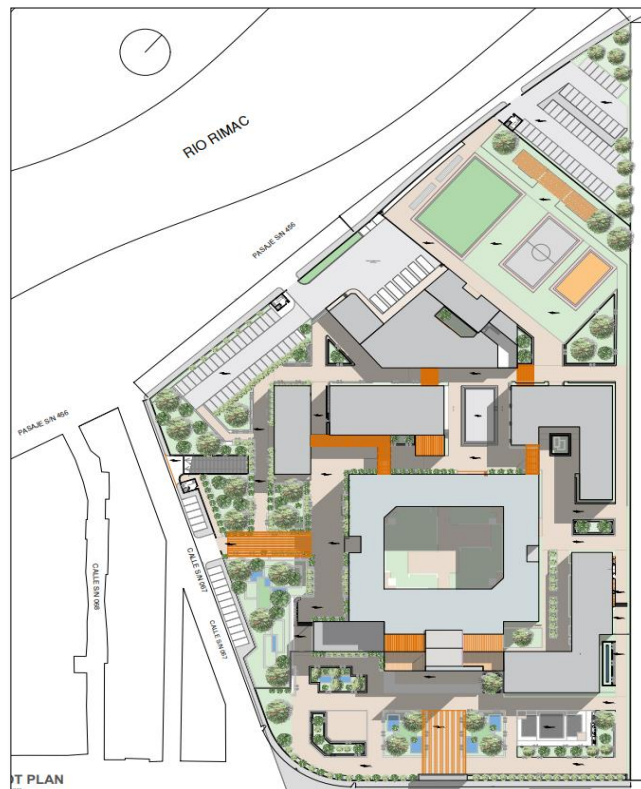 RIO RIMAC
PASAJE S/N 456
PASAJE S/N 456
CALLE S/N 067
CALLE S/N 068
CALLE S/N 067
OT PLAN